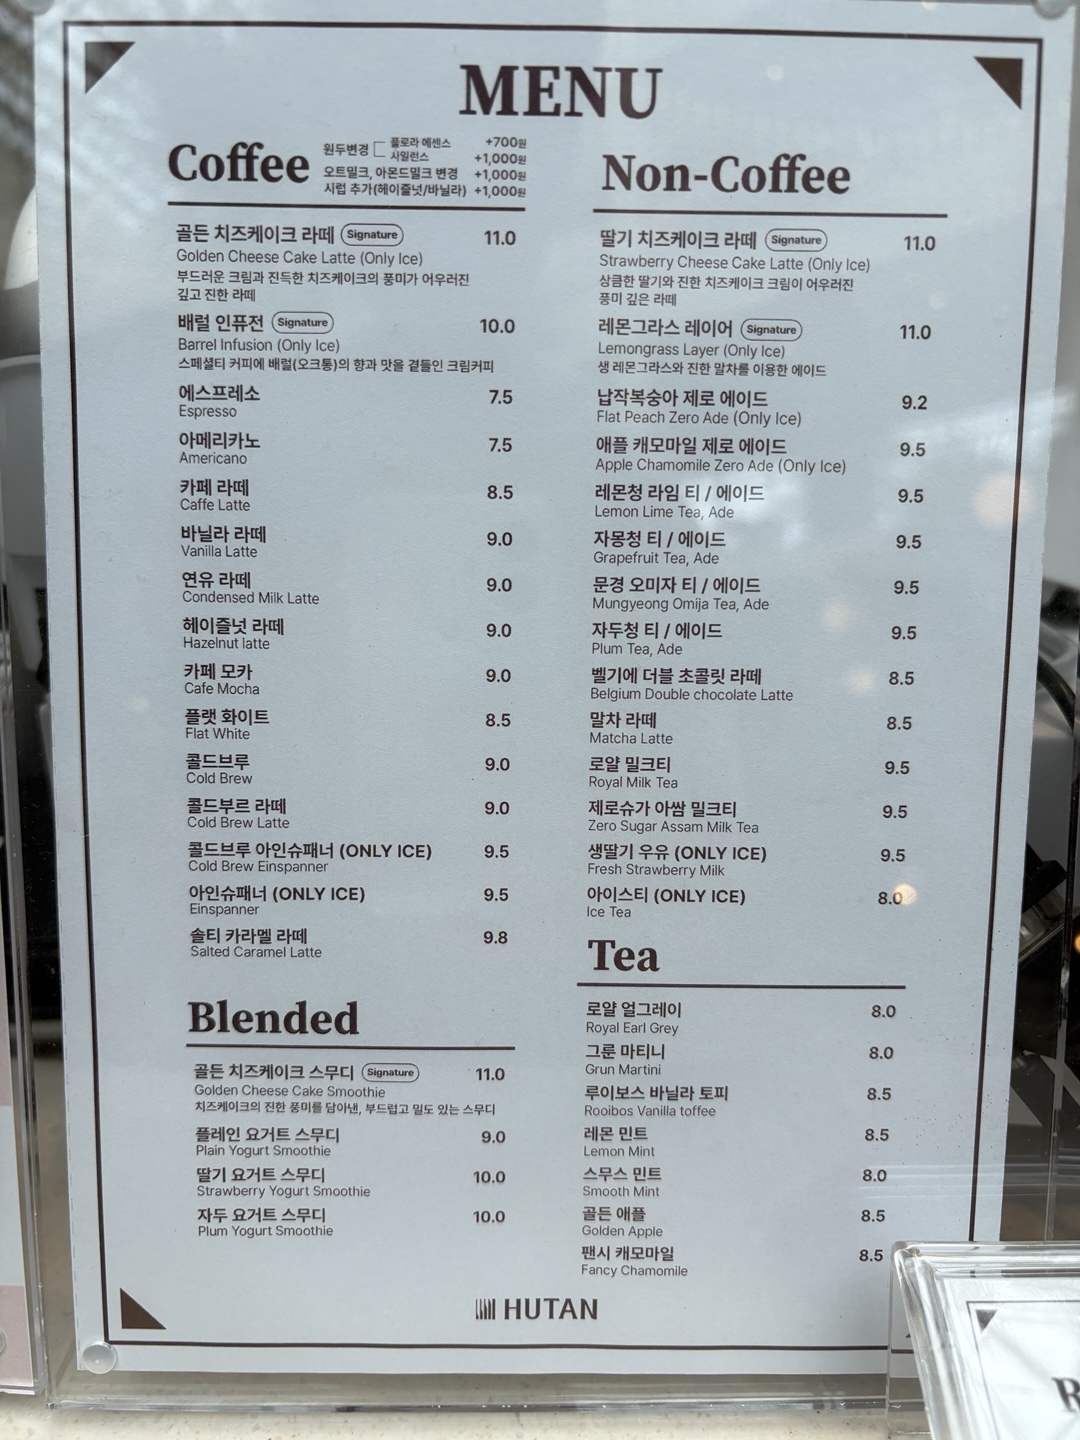 MENU
Coffee
원두변경
플로라 에센스 +700원
사일런스 +1,000원
오트밀크, 아몬드밀크 변경 +1,000원
시럽 추가(헤이즐넛/바닐라) +1,000원
골든 치즈케이크 라떼 Signature 11.0
Golden Cheese Cake Latte (Only Ice)
부드러운 크림과 진득한 치즈케이크의 풍미가 어우러진
깊고 진한 라떼
배럴 인퓨전 Signature 10.0
Barrel Infusion (Only Ice)
스페셜티 커피에 배럴(오크통)의 향과 맛을 곁들인 크림커피
에스프레소 7.5
Espresso
아메리카노 7.5
Americano
카페 라떼 8.5
Caffe Latte
바닐라 라떼 9.0
Vanilla Latte
연유 라떼 9.0
Condensed Milk Latte
헤이즐넛 라떼 9.0
Hazelnut latte
카페 모카 9.0
Cafe Mocha
플랫 화이트 8.5
Flat White
콜드브루 9.0
Cold Brew
콜드부르 라떼 9.0
Cold Brew Latte
콜드브루 아인슈패너 (ONLY ICE) 9.5
Cold Brew Einspanner
아인슈패너 (ONLY ICE) 9.5
Einspanner
솔티 카라멜 라떼 9.8
Salted Caramel Latte
Blended
골든 치즈케이크 스무디 Signature 11.0
Golden Cheese Cake Smoothie
치즈케이크의 진한 풍미를 담아낸, 부드럽고 밀도 있는 스무디
플레인 요거트 스무디 9.0
Plain Yogurt Smoothie
딸기 요거트 스무디 10.0
Strawberry Yogurt Smoothie
자두 요거트 스무디 10.0
Plum Yogurt Smoothie
Non-Coffee
딸기 치즈케이크 라떼 Signature 11.0
Strawberry Cheese Cake Latte (Only Ice)
상큼한 딸기와 진한 치즈케이크 크림이 어우러진
풍미 깊은 라떼
레몬그라스 레이어 Signature 11.0
Lemongrass Layer (Only Ice)
생 레몬그라스와 진한 말차를 이용한 에이드
납작복숭아 제로 에이드 9.2
Flat Peach Zero Ade (Only Ice)
애플 캐모마일 제로 에이드 9.5
Apple Chamomile Zero Ade (Only Ice)
레몬청 라임 티 / 에이드 9.5
Lemon Lime Tea, Ade
자몽청 티 / 에이드 9.5
Grapefruit Tea, Ade
문경 오미자 티 / 에이드 9.5
Mungyeong Omija Tea, Ade
자두청 티 / 에이드 9.5
Plum Tea, Ade
벨기에 더블 초콜릿 라떼 8.5
Belgium Double chocolate Latte
말차 라떼 8.5
Matcha Latte
로얄 밀크티 9.5
Royal Milk Tea
제로슈가 아쌈 밀크티 9.5
Zero Sugar Assam Milk Tea
생딸기 우유 (ONLY ICE) 9.5
Fresh Strawberry Milk
아이스티 (ONLY ICE) 8.0
Ice Tea
Tea
로얄 얼그레이 8.0
Royal Earl Grey
그룬 마티니 8.0
Grun Martini
루이보스 바닐라 토피 8.5
Rooibos Vanilla toffee
레몬 민트 8.5
Lemon Mint
스무스 민트 8.0
Smooth Mint
골든 애플 8.5
Golden Apple
팬시 캐모마일 8.5
Fancy Chamomile
HUTAN